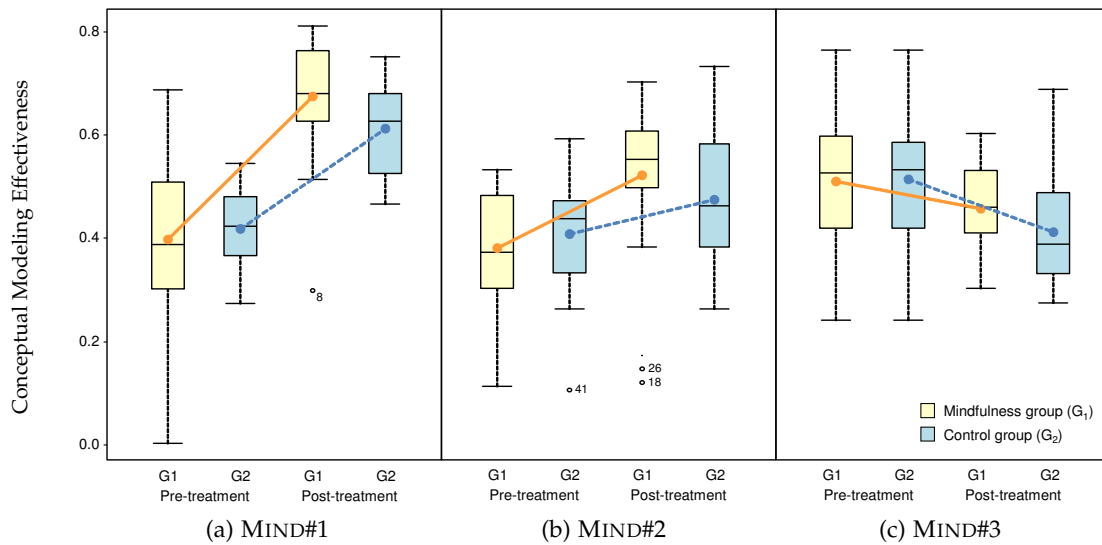 Conceptual Modeling Effectiveness
0.8
0.6
0.4
0.2
0.0
8
41
26
18
Mindfulness group (G₁)
Control group (G₂)
G1 G2 G1 G2 G1 G2 G1 G2 G1 G2 G1 G2
Pre-treatment Post-treatment Pre-treatment Post-treatment Pre-treatment Post-treatment
(a) MIND#1 (b) MIND#2 (c) MIND#3